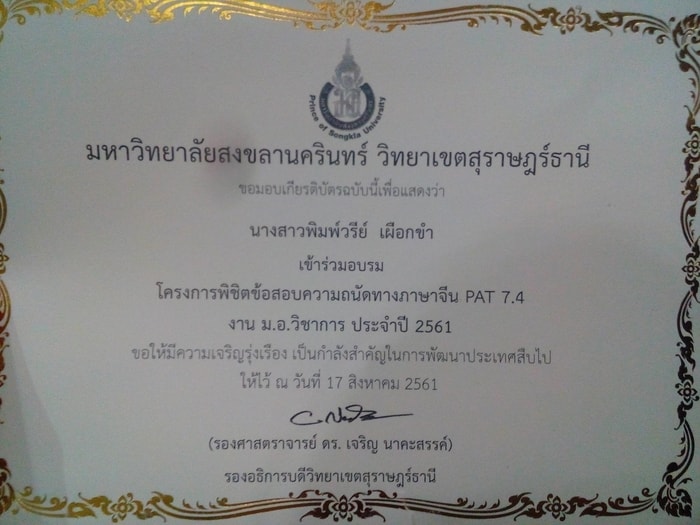 Prince of Songkla University
มหาวิทยาลัยสงขลานครินทร์ วิทยาเขตสุราษฎร์ธานี
ขอมอบเกียรติบัตรฉบับนี้เพื่อแสดงว่า
นางสาวพิมพ์วรีย์ เผือกขำ
เข้าร่วมอบรม
โครงการพิชิตข้อสอบความถนัดทางภาษาจีน PAT 7.4
งาน ม.อ.วิชาการ ประจำปี 2561
ขอให้มีความเจริญรุ่งเรือง เป็นกำลังสำคัญในการพัฒนาประเทศสืบไป
ให้ไว้ ณ วันที่ 17 สิงหาคม 2561
(รองศาสตราจารย์ ดร. เจริญ นาคะสรรค์)
รองอธิการบดีวิทยาเขตสุราษฎร์ธานี